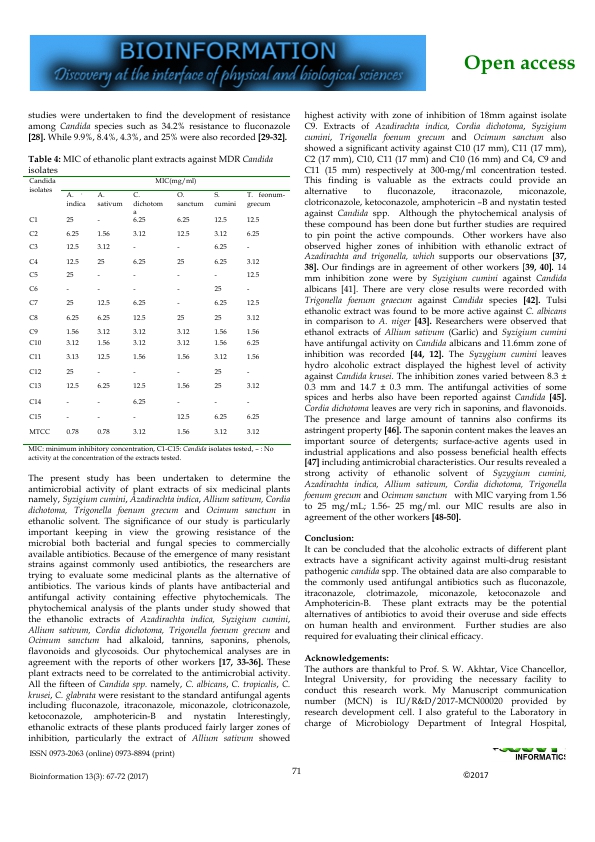 BIOINFORMATION
Discovery at the interface of physical and biological sciences
Open access
studies were undertaken to find the development of resistance
among Candida species such as 34.2% resistance to fluconazole
[28]. While 9.9%, 8.4%, 4.3%, and 25% were also recorded [29-32].
Table 4: MIC of ethanolic plant extracts against MDR Candida
isolates
Candida isolates MIC(mg/ml)
A. indica A. sativum C. dichotoma O. sanctum S. cumini T. feonum-grecum
C1 25 - 6.25 6.25 12.5 12.5
C2 6.25 1.56 3.12 12.5 3.12 6.25
C3 12.5 3.12 - - 6.25 -
C4 12.5 25 6.25 25 6.25 3.12
C5 25 - - - - 12.5
C6 - - - - 25 -
C7 25 12.5 6.25 - 6.25 12.5
C8 6.25 6.25 12.5 25 25 3.12
C9 1.56 3.12 3.12 3.12 1.56 1.56
C10 3.12 1.56 3.12 3.12 1.56 6.25
C11 3.13 12.5 1.56 1.56 3.12 1.56
C12 25 - - - 25 -
C13 12.5 6.25 12.5 1.56 25 3.12
C14 - - 6.25 - - -
C15 - - - 12.5 6.25 6.25
MTCC 0.78 0.78 3.12 1.56 3.12 3.12
MIC: minimum inhibitory concentration, C1-C15: Candida isolates tested, – : No
activity at the concentration of the extracts tested.
The present study has been undertaken to determine the
antimicrobial activity of plant extracts of six medicinal plants
namely, Syzigium cumini, Azadirachta indica, Allium sativum, Cordia
dichotoma, Trigonella foenum grecum and Ocimum sanctum in
ethanolic solvent. The significance of our study is particularly
important keeping in view the growing resistance of the
microbial both bacterial and fungal species to commercially
available antibiotics. Because of the emergence of many resistant
strains against commonly used antibiotics, the researchers are
trying to evaluate some medicinal plants as the alternative of
antibiotics. The various kinds of plants have antibacterial and
antifungal activity containing effective phytochemicals. The
phytochemical analysis of the plants under study showed that
the ethanolic extracts of Azadirachta indica, Syzigium cumini,
Allium sativum, Cordia dichotoma, Trigonella foenum grecum and
Ocimum sanctum had alkaloid, tannins, saponins, phenols,
flavonoids and glycosoids. Our phytochemical analyses are in
agreement with the reports of other workers [17, 33-36]. These
plant extracts need to be correlated to the antimicrobial activity.
All the fifteen of Candida spp. namely, C. albicans, C. tropicalis, C.
krusei, C. glabrata were resistant to the standard antifungal agents
including fluconazole, itraconazole, miconazole, clotriconazole,
ketoconazole, amphotericin-B and nystatin Interestingly,
ethanolic extracts of these plants produced fairly larger zones of
inhibition, particularly the extract of Allium sativum showed
highest activity with zone of inhibition of 18mm against isolate
C9. Extracts of Azadirachta indica, Cordia dichotoma, Syzigium
cumini, Trigonella foenum grecum and Ocimum sanctum also
showed a significant activity against C10 (17 mm), C11 (17 mm),
C2 (17 mm), C10, C11 (17 mm) and C10 (16 mm) and C4, C9 and
C11 (15 mm) respectively at 300-mg/ml concentration tested.
This finding is valuable as the extracts could provide an
alternative to fluconazole, itraconazole, miconazole,
clotriconazole, ketoconazole, amphotericin –B and nystatin tested
against Candida spp. Although the phytochemical analysis of
these compound has been done but further studies are required
to pin point the active compounds. Other workers have also
observed higher zones of inhibition with ethanolic extract of
Azadirachta and trigonella, which supports our observations [37,
38]. Our findings are in agreement of other workers [39, 40]. 14
mm inhibition zone were by Syzigium cumini against Candida
albicans [41]. There are very close results were recorded with
Trigonella foenum graecum against Candida species [42]. Tulsi
ethanolic extract was found to be more active against C. albicans
in comparison to A. niger [43]. Researchers were observed that
ethanol extracts of Allium sativum (Garlic) and Syzigium cumini
have antifungal activity on Candida albicans and 11.6mm zone of
inhibition was recorded [44, 12]. The Syzygium cumini leaves
hydro alcoholic extract displayed the highest level of activity
against Candida krusei. The inhibition zones varied between 8.3 ±
0.3 mm and 14.7 ± 0.3 mm. The antifungal activities of some
spices and herbs also have been reported against Candida [45].
Cordia dichotoma leaves are very rich in saponins, and flavonoids.
The presence and large amount of tannins also confirms its
astringent property [46]. The saponin content makes the leaves an
important source of detergents; surface-active agents used in
industrial applications and also possess beneficial health effects
[47] including antimicrobial characteristics. Our results revealed a
strong activity of ethanolic solvent of Syzygium cumini,
Azadirachta indica, Allium sativum, Cordia dichotoma, Trigonella
foenum grecum and Ocimum sanctum with MIC varying from 1.56
to 25 mg/mL; 1.56- 25 mg/ml. our MIC results are also in
agreement of the other workers [48-50].
Conclusion:
It can be concluded that the alcoholic extracts of different plant
extracts have a significant activity against multi-drug resistant
pathogenic candida spp. The obtained data are also comparable to
the commonly used antifungal antibiotics such as fluconazole,
itraconazole, clotrimazole, miconazole, ketoconazole and
Amphotericin-B. These plant extracts may be the potential
alternatives of antibiotics to avoid their overuse and side effects
on human health and environment. Further studies are also
required for evaluating their clinical efficacy.
Acknowledgements:
The authors are thankful to Prof. S. W. Akhtar, Vice Chancellor,
Integral University, for providing the necessary facility to
conduct this research work. My Manuscript communication
number (MCN) is IU/R&D/2017-MCN00020 provided by
research development cell. I also grateful to the Laboratory in
charge of Microbiology Department of Integral Hospital,
ISSN 0973-2063 (online) 0973-8894 (print)
Bioinformation 13(3): 67-72 (2017)
71
INFORMATICS
©2017